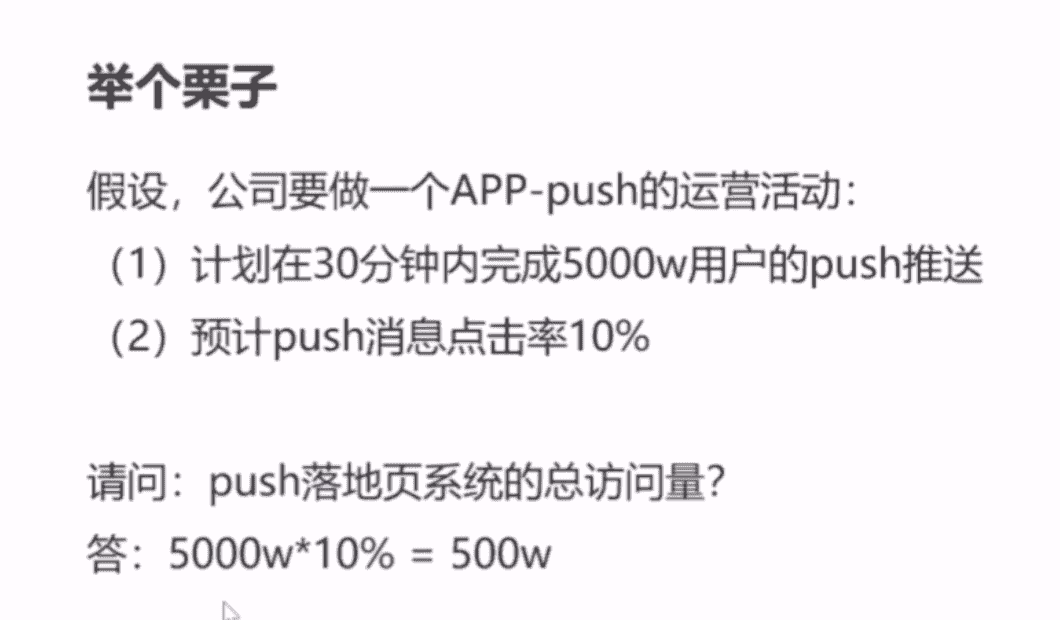 举个栗子
假设，公司要做一个APP-push的运营活动：
（1）计划在30分钟内完成5000w用户的push推送
（2）预计push消息点击率10%
请问：push落地页系统的总访问量？
答：5000w*10% = 500w